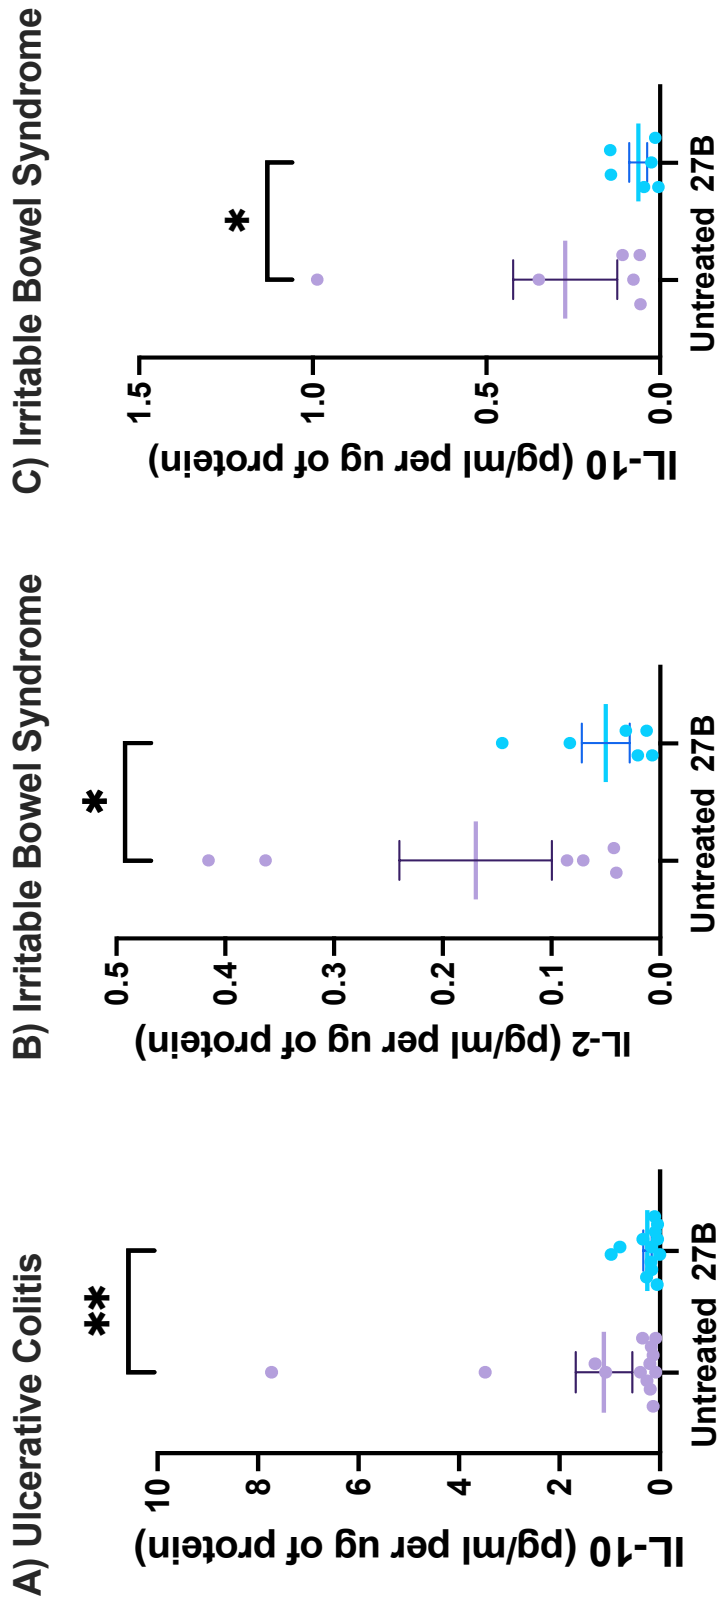 A) Ulcerative Colitis
**
IL-10 (pg/ml per ug of protein)
10
8
6
4
2
0
Untreated 27B
B) Irritable Bowel Syndrome
*
IL-2 (pg/ml per ug of protein)
0.5
0.4
0.3
0.2
0.1
0.0
Untreated 27B
C) Irritable Bowel Syndrome
*
IL-10 (pg/ml per ug of protein)
1.5
1.0
0.5
0.0
Untreated 27B